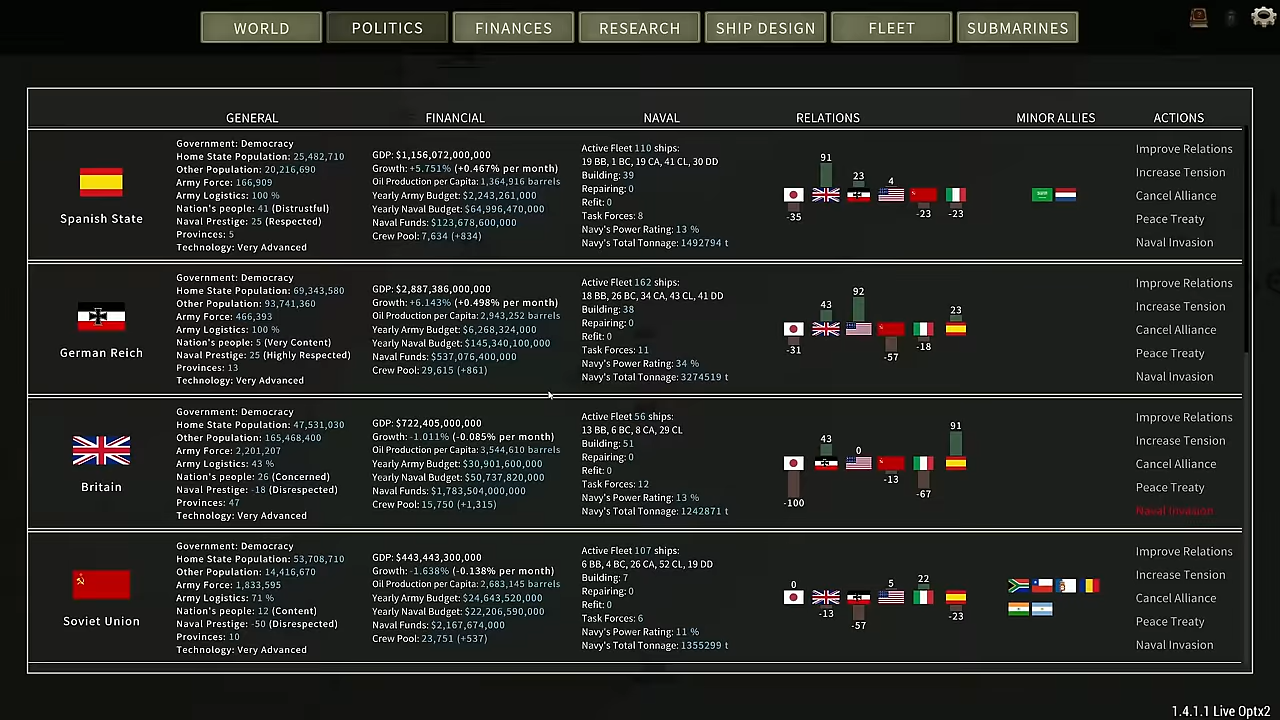 WORLD POLITICS FINANCES RESEARCH SHIP DESIGN FLEET SUBMARINES
GENERAL FINANCIAL NAVAL RELATIONS MINOR ALLIES ACTIONS
Spanish State
Government: Democracy
Home State Population: 25,482,710
Other Population: 20,216,690
Army Force: 166,909
Army Logistics: 100 %
Nation's people: 41 (Distrustful)
Naval Prestige: 25 (Respected)
Provinces: 5
Technology: Very Advanced
GDP: $1,156,072,000,000
Growth: +5.751% (+0.467% per month)
Oil Production per Capita: 1,364,916 barrels
Yearly Army Budget: $2,243,261,000
Yearly Naval Budget: $64,996,470,000
Naval Funds: $123,678,600,000
Crew Pool: 7,634 (+834)
Active Fleet 110 ships:
19 BB, 1 BC, 19 CA, 41 CL, 30 DD
Building: 39
Repairing: 0
Refit: 0
Task Forces: 8
Navy's Power Rating: 13 %
Navy's Total Tonnage: 1492794 t
91
23
4
-35
-23
-23
Improve Relations
Increase Tension
Cancel Alliance
Peace Treaty
Naval Invasion
German Reich
Government: Democracy
Home State Population: 69,343,580
Other Population: 93,741,360
Army Force: 466,393
Army Logistics: 100 %
Nation's people: 5 (Very Content)
Naval Prestige: 25 (Highly Respected)
Provinces: 13
Technology: Very Advanced
GDP: $2,887,386,000,000
Growth: +6.143% (+0.498% per month)
Oil Production per Capita: 2,943,252 barrels
Yearly Army Budget: $6,268,324,000
Yearly Naval Budget: $145,340,100,000
Naval Funds: $537,076,400,000
Crew Pool: 29,615 (+861)
Active Fleet 162 ships:
18 BB, 26 BC, 34 CA, 43 CL, 41 DD
Building: 38
Repairing: 0
Refit: 0
Task Forces: 11
Navy's Power Rating: 34 %
Navy's Total Tonnage: 3274519 t
43
92
23
-31
-57
-18
Improve Relations
Increase Tension
Cancel Alliance
Peace Treaty
Naval Invasion
Britain
Government: Democracy
Home State Population: 47,531,030
Other Population: 165,468,400
Army Force: 2,201,207
Army Logistics: 43 %
Nation's people: 26 (Concerned)
Naval Prestige: -18 (Disrespected)
Provinces: 47
Technology: Very Advanced
GDP: $722,405,000,000
Growth: -1.011% (-0.085% per month)
Oil Production per Capita: 3,544,610 barrels
Yearly Army Budget: $30,901,600,000
Yearly Naval Budget: $50,737,820,000
Naval Funds: $1,783,504,000,000
Crew Pool: 15,750 (+1,315)
Active Fleet 56 ships:
13 BB, 6 BC, 8 CA, 29 CL
Building: 51
Repairing: 0
Refit: 0
Task Forces: 12
Navy's Power Rating: 13 %
Navy's Total Tonnage: 1242871 t
43
0
91
-13
-67
-100
Improve Relations
Increase Tension
Cancel Alliance
Peace Treaty
Naval Invasion
Soviet Union
Government: Democracy
Home State Population: 53,708,710
Other Population: 14,416,670
Army Force: 1,833,595
Army Logistics: 71 %
Nation's people: 12 (Content)
Naval Prestige: -50 (Disrespected)
Provinces: 10
Technology: Very Advanced
GDP: $443,443,300,000
Growth: -1.638% (-0.138% per month)
Oil Production per Capita: 2,683,145 barrels
Yearly Army Budget: $24,643,520,000
Yearly Naval Budget: $22,206,590,000
Naval Funds: $2,167,674,000
Crew Pool: 23,751 (+537)
Active Fleet 107 ships:
6 BB, 4 BC, 26 CA, 52 CL, 19 DD
Building: 7
Repairing: 0
Refit: 0
Task Forces: 6
Navy's Power Rating: 11 %
Navy's Total Tonnage: 1355299 t
0
5
22
-13
-57
-23
Improve Relations
Increase Tension
Cancel Alliance
Peace Treaty
Naval Invasion
1.4.1.1 Live Optx2